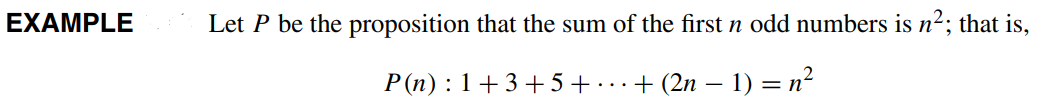 EXAMPLE Let P be the proposition that the sum of the first n odd numbers is n²; that is,
P(n) : 1 + 3 + 5 + · · · + (2n − 1) = n²